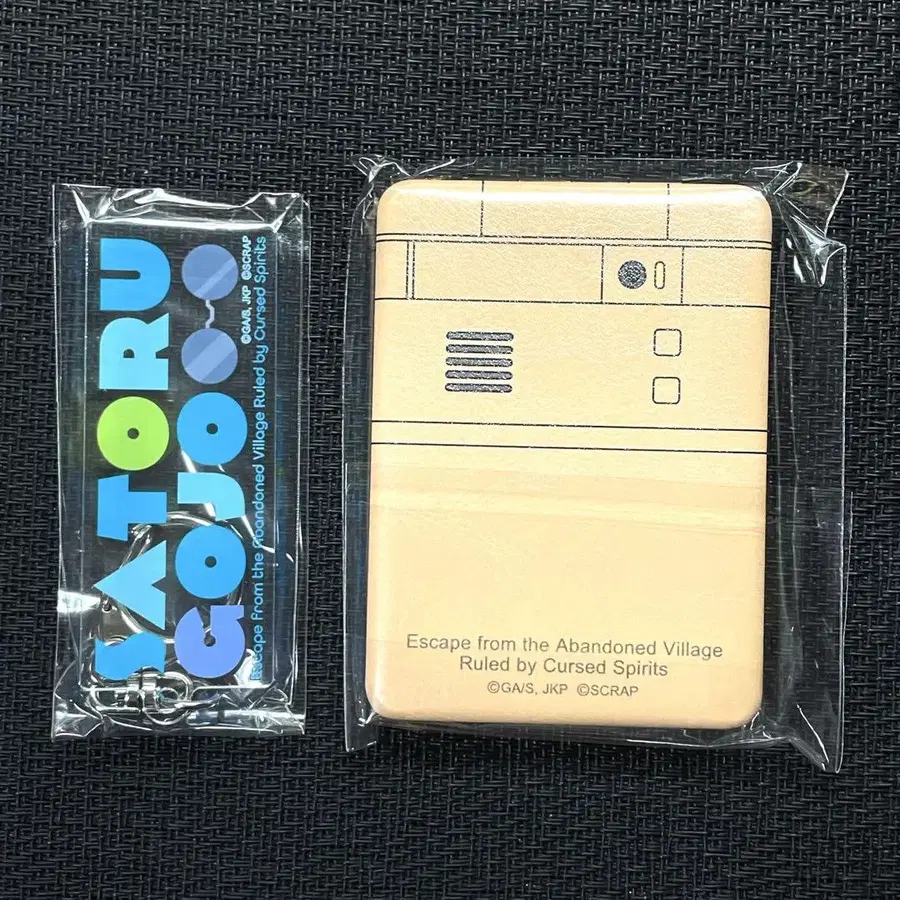 SATORU
GOJO
Escape from the Abandoned Village Ruled by Cursed Spirits
©GA/S, JKP ©SCRAP
Escape from the Abandoned Village
Ruled by Cursed Spirits
©GA/S, JKP ©SCRAP